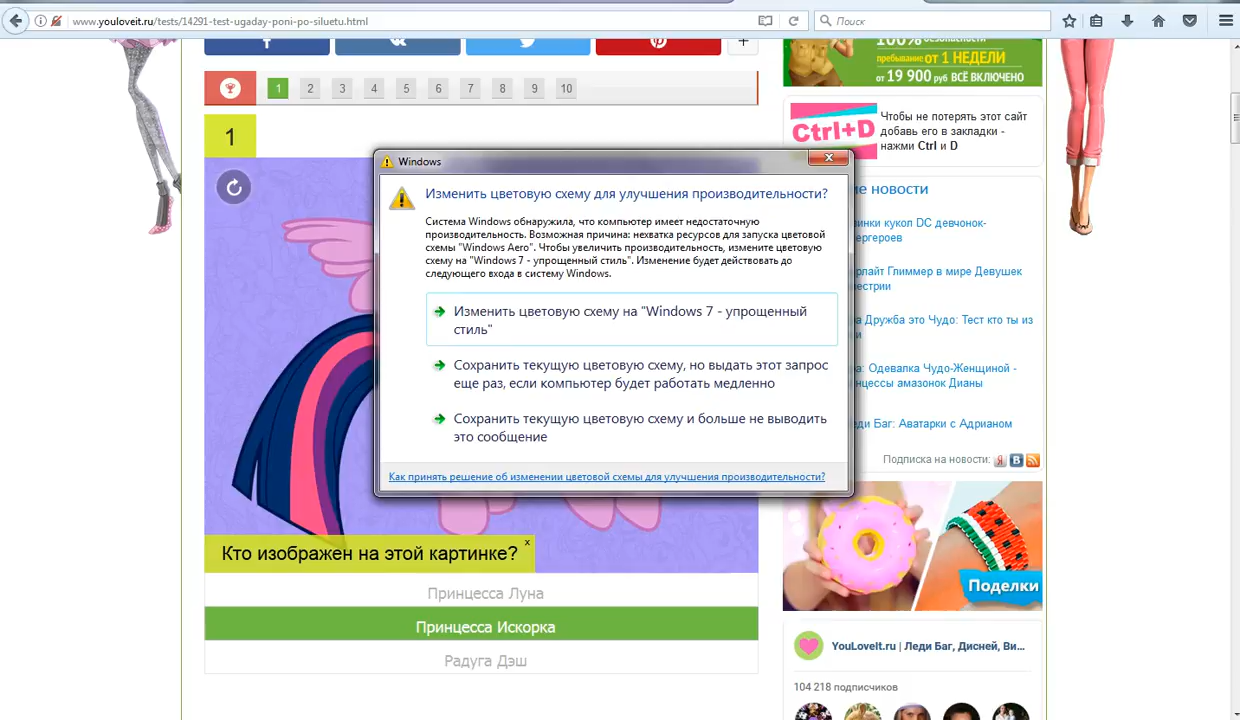 www.youloveit.ru/tests/14291-test-ugaday-poni-po-siluetu.html
Поиск
1 2 3 4 5 6 7 8 9 10
1
Кто изображен на этой картинке?
x
Принцесса Луна
Принцесса Искорка
Радуга Дэш
Windows
Изменить цветовую схему для улучшения производительности?
Система Windows обнаружила, что компьютер имеет недостаточную
производительность. Возможная причина: нехватка ресурсов для запуска цветовой
схемы "Windows Aero". Чтобы увеличить производительность, измените цветовую
схему на "Windows 7 - упрощенный стиль". Изменение будет действовать до
следующего входа в систему Windows.
Изменить цветовую схему на "Windows 7 - упрощенный
стиль"
Сохранить текущую цветовую схему, но выдать этот запрос
еще раз, если компьютер будет работать медленно
Сохранить текущую цветовую схему и больше не выводить
это сообщение
Как принять решение об изменении цветовой схемы для улучшения производительности?
100%
пребывание от 1 НЕДЕЛИ
от 19 900 руб ВСЁ ВКЛЮЧЕНО
Ctrl+D
Чтобы не потерять этот сайт
добавь его в закладки -
нажми Ctrl и D
ие новости
инки кукол DC девчонок-
ергероев
рлайт Глиммер в мире Девушек
вестрии
а Дружба это Чудо: Тест кто ты из
ра: Одевалка Чудо-Женщиной -
нцессы амазонок Дианы
еди Баг: Аватарки с Адрианом
Подписка на новости:
Поделки
YouLoveIt.ru | Леди Баг, Дисней, Ви...
104 218 подписчиков